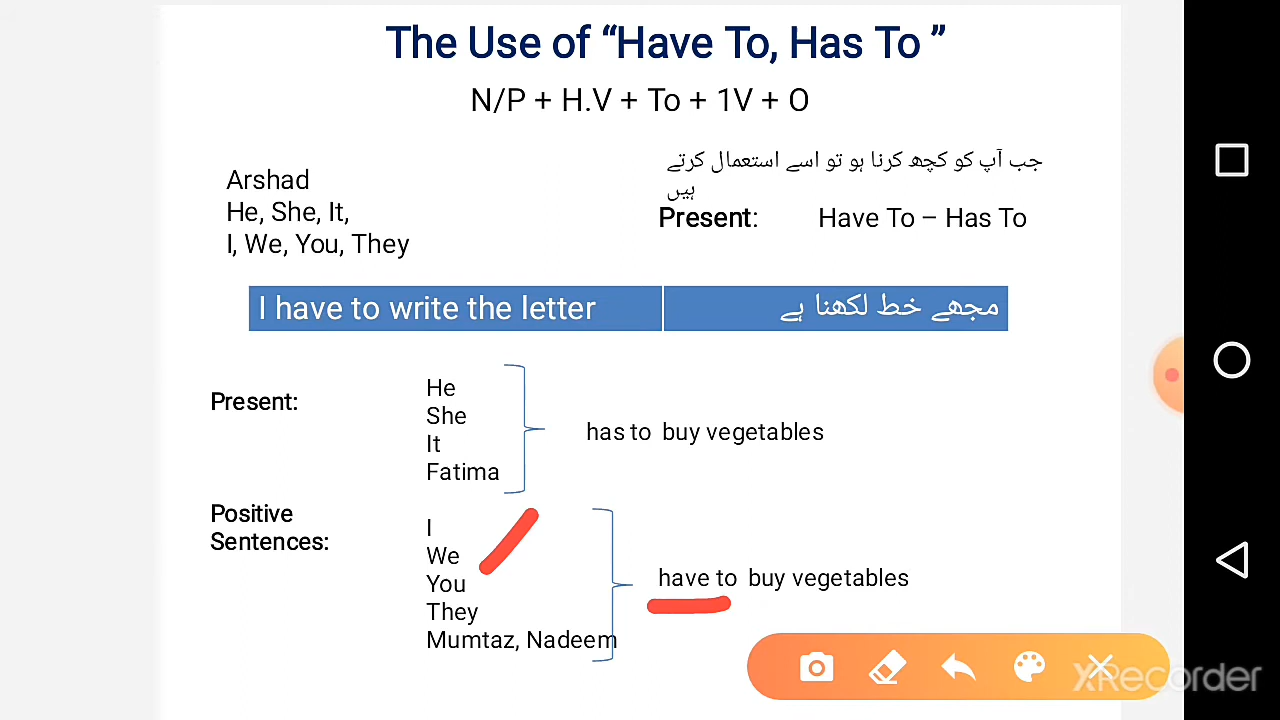 The Use of “Have To, Has To ”
N/P + H.V + To + 1V + O
Arshad
He, She, It,
I, We, You, They
جب آپ کو کچھ کرنا ہو تو اسے استعمال کرتے
ہیں
Present: Have To – Has To
I have to write the letter
مجھے خط لکھنا ہے
Present:
He
She
It
Fatima
has to buy vegetables
Positive
Sentences:
I
We
You
They
Mumtaz, Nadeem
have to buy vegetables
XRecorder